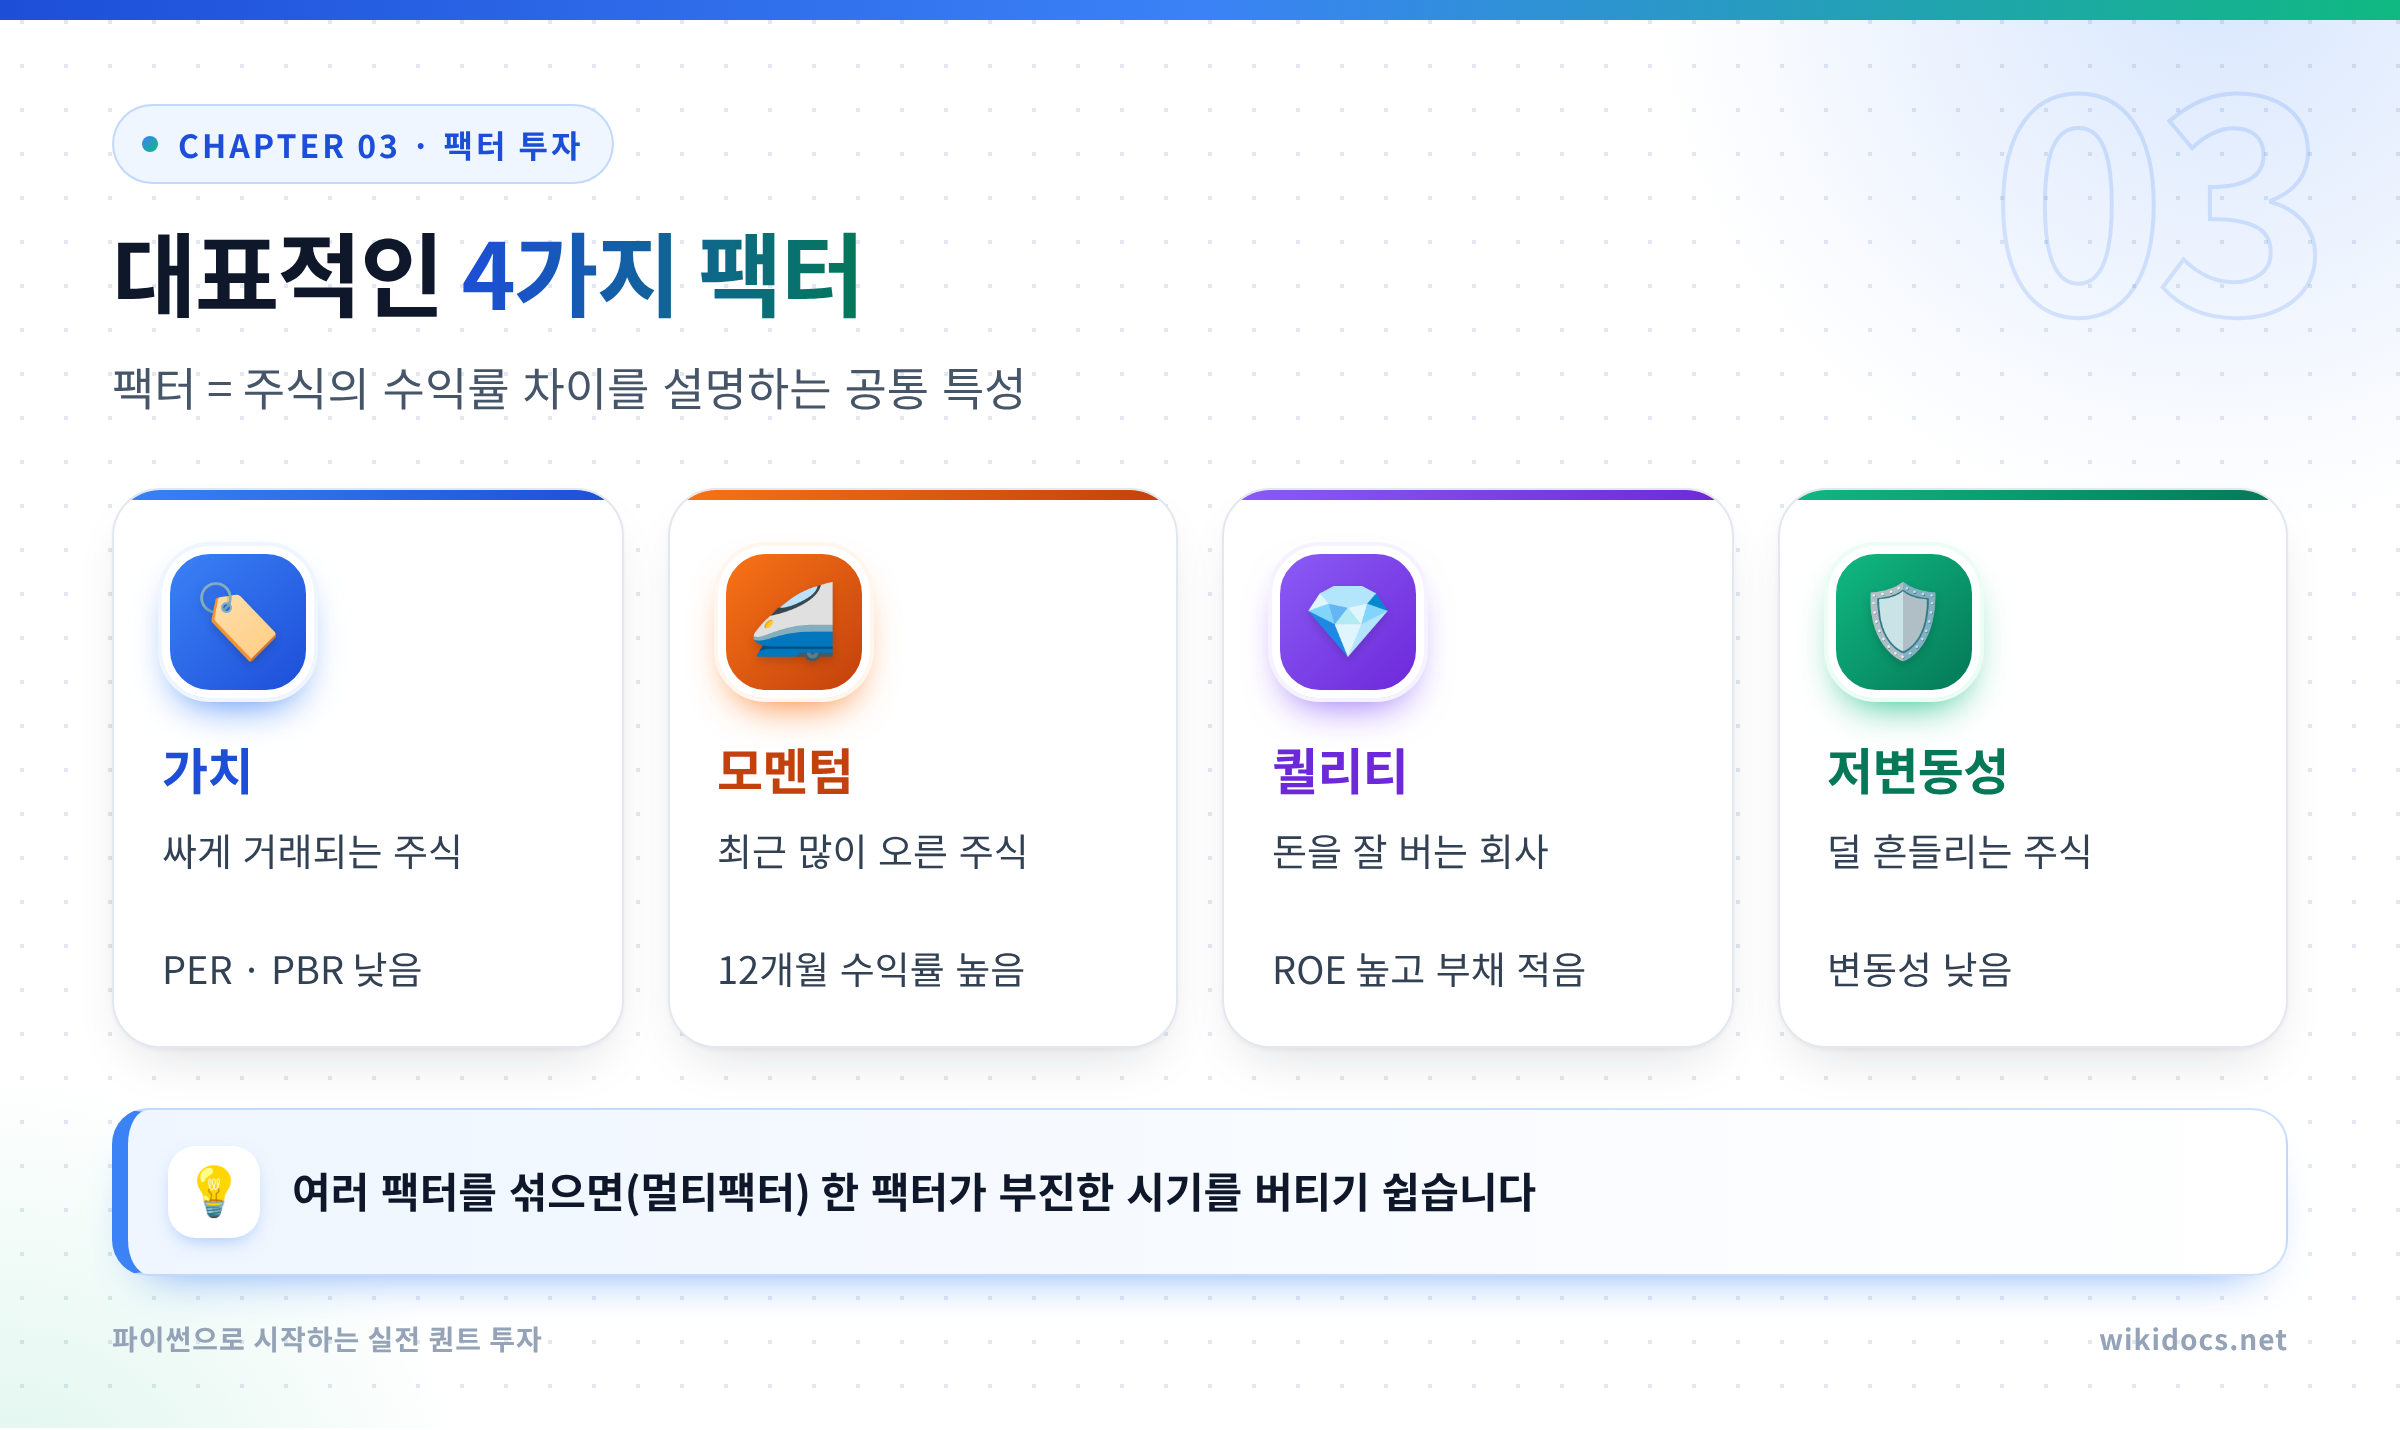 CHAPTER 03 · 팩터 투자
03
대표적인 4가지 팩터
팩터 = 주식의 수익률 차이를 설명하는 공통 특성
가치
싸게 거래되는 주식
PER · PBR 낮음
모멘텀
최근 많이 오른 주식
12개월 수익률 높음
퀄리티
돈을 잘 버는 회사
ROE 높고 부채 적음
저변동성
덜 흔들리는 주식
변동성 낮음
여러 팩터를 섞으면(멀티팩터) 한 팩터가 부진한 시기를 버티기 쉽습니다
파이썬으로 시작하는 실전 퀀트 투자
wikidocs.net